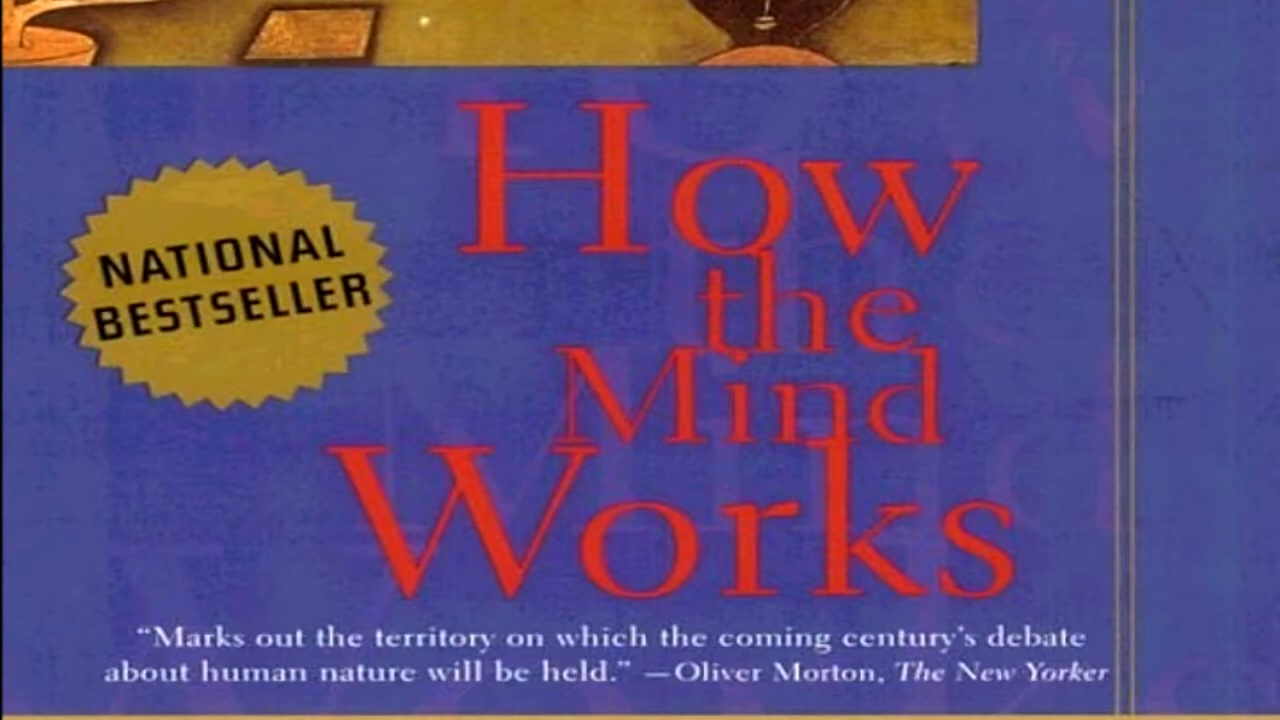 NATIONAL
BESTSELLER
How
the
Mind
Works
“Marks out the territory on which the coming century’s debate
about human nature will be held.” —Oliver Morton, The New Yorker